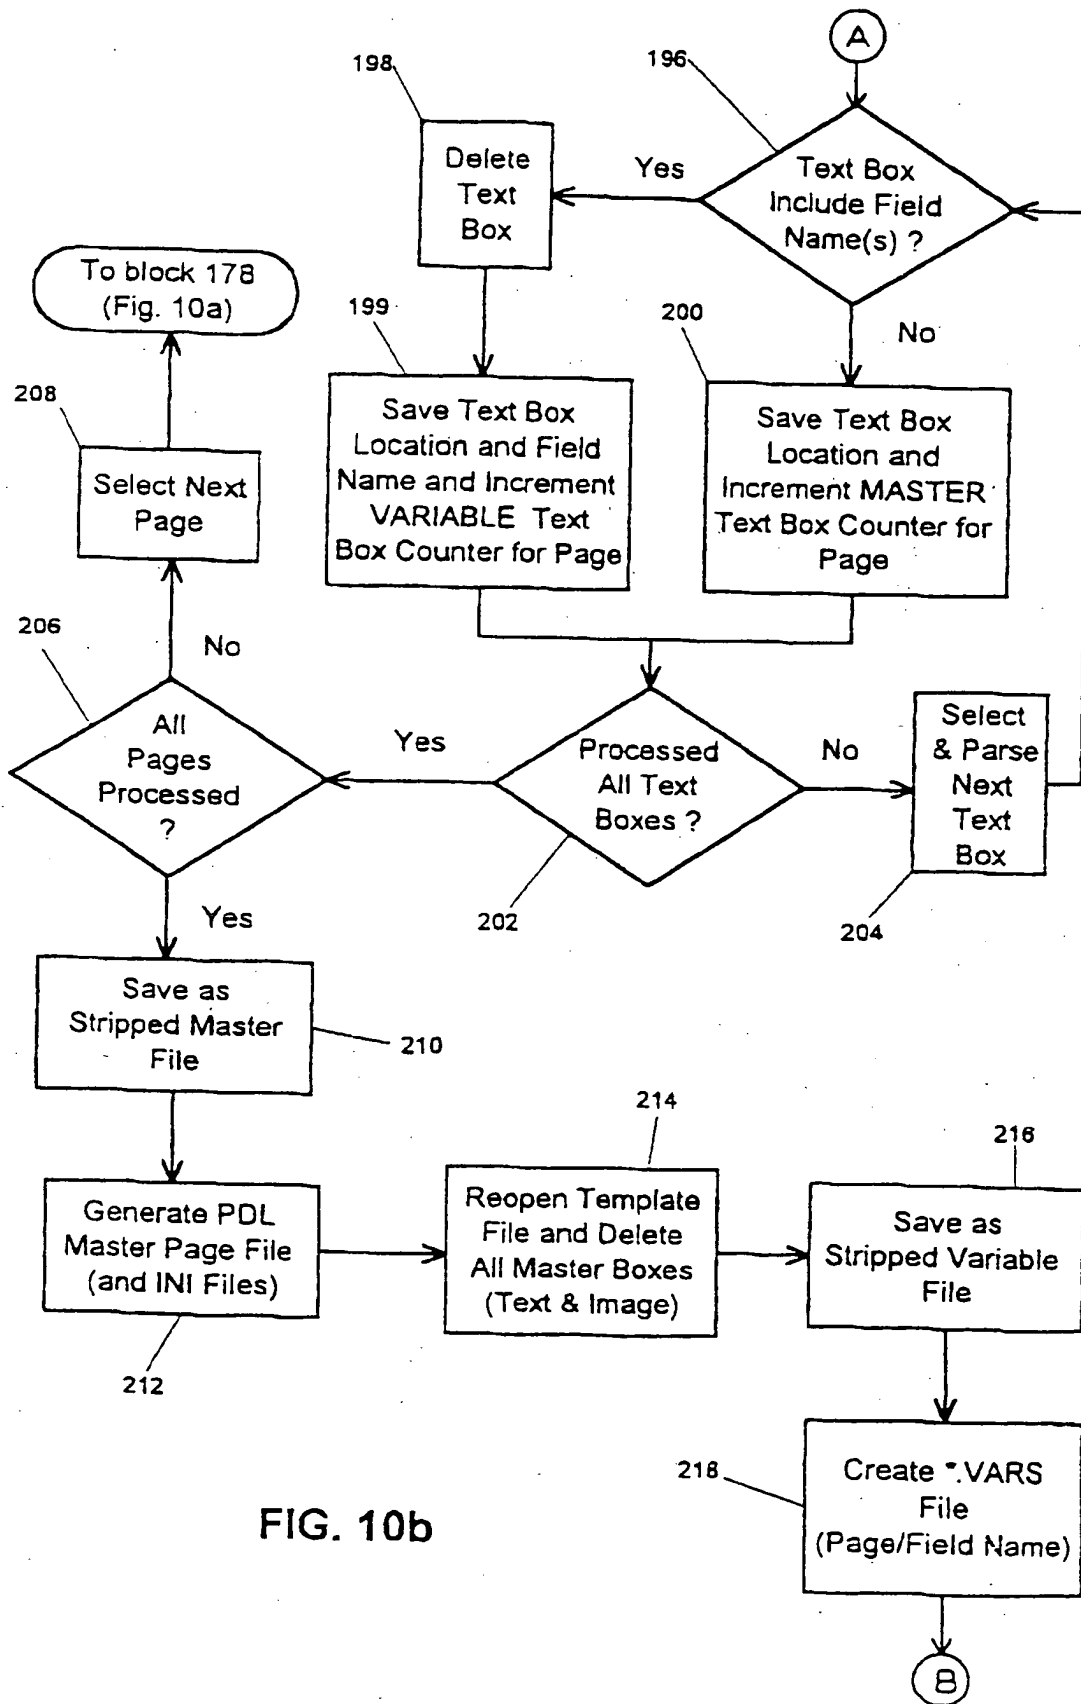 A
196
198
Text Box
Include Field
Name(s) ?
Yes
Delete
Text
Box
No
To block 178
(Fig. 10a)
199
200
Save Text Box
Location and Field
Name and Increment
VARIABLE Text
Box Counter for Page
Save Text Box
Location and
Increment MASTER
Text Box Counter for
Page
208
Select Next
Page
206
No
All
Pages
Processed
?
Yes
Processed
All Text
Boxes ?
No
Select
& Parse
Next
Text
Box
202
204
Yes
Save as
Stripped Master
File
210
Generate PDL
Master Page File
(and INI Files)
212
214
Reopen Template
File and Delete
All Master Boxes
(Text & Image)
216
Save as
Stripped Variable
File
218
Create *.VARS
File
(Page/Field Name)
B
FIG. 10b